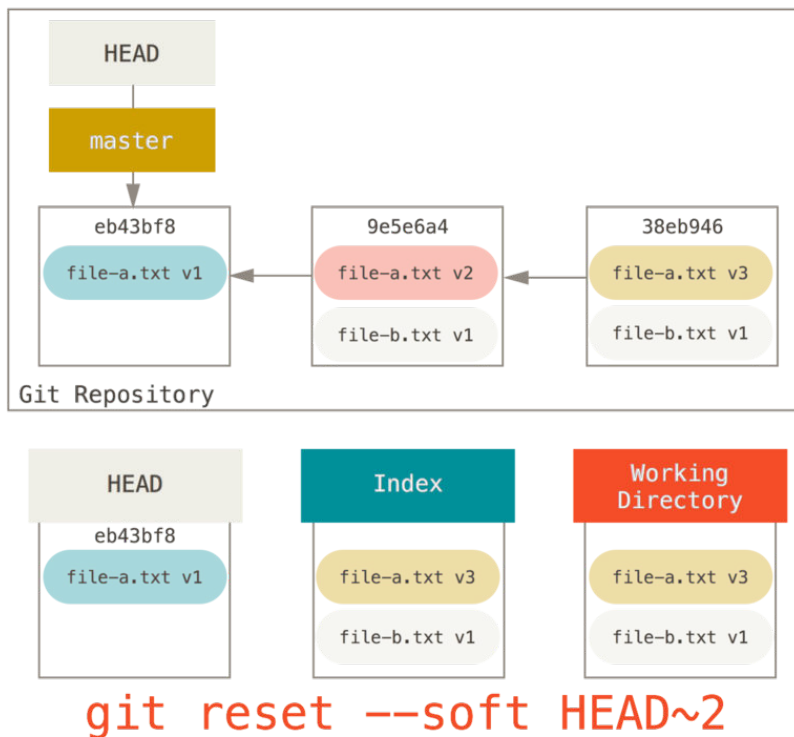 HEAD
master
eb43bf8
9e5e6a4
38eb946
file-a.txt v1
file-a.txt v2
file-a.txt v3
file-b.txt v1
file-b.txt v1
Git Repository
HEAD
Index
Working
Directory
eb43bf8
file-a.txt v1
file-a.txt v3
file-a.txt v3
file-b.txt v1
file-b.txt v1
git reset --soft HEAD~2